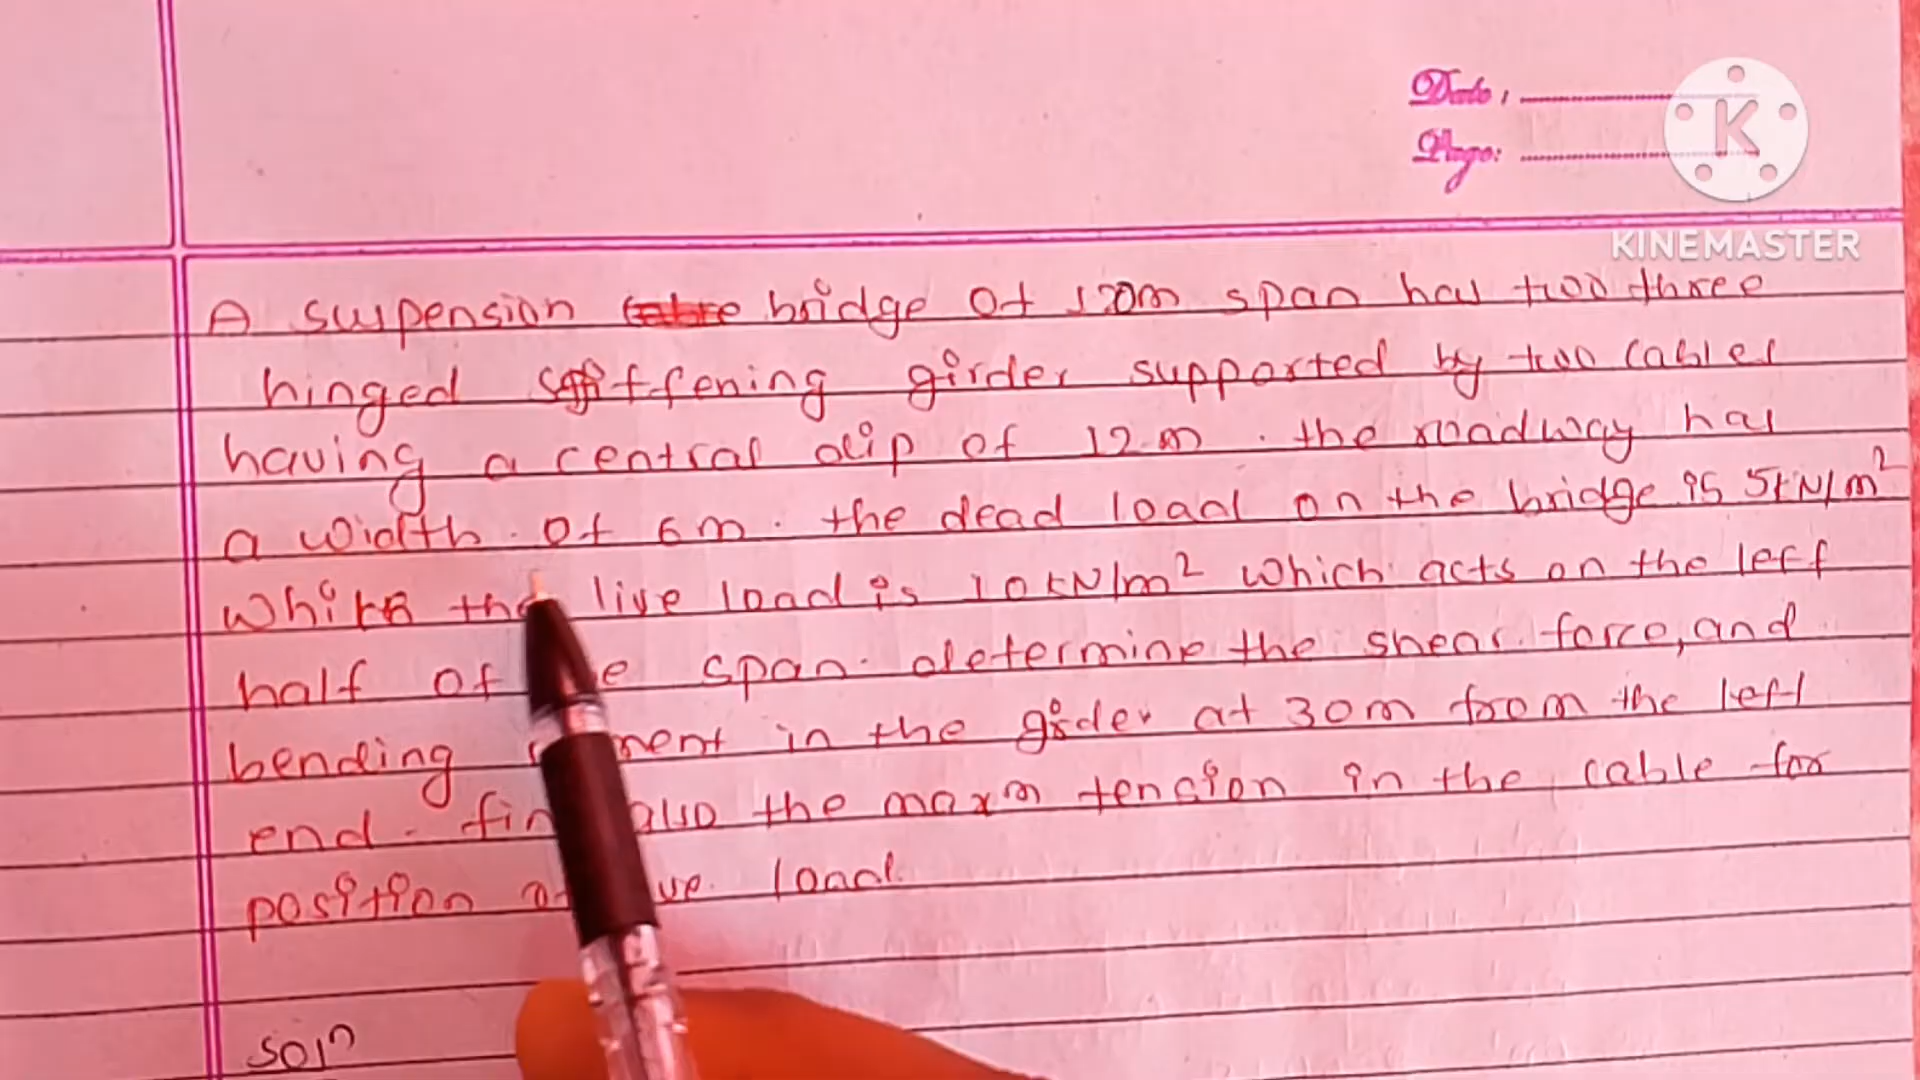 Date:
Page:
K
KINEMASTER
A suspension bridge of 120m span has two three
hinged stiffening girder supported by two cables
having a central dip of 12m. the roadway has
a width of 6m. the dead load on the bridge is 5kN/m²
while the live load is 10kN/m² which acts on the left
half of span. determine the shear force, and
bending in the girder at 30m from the left
end. also the maxm tension in the cable for
position load.
soln